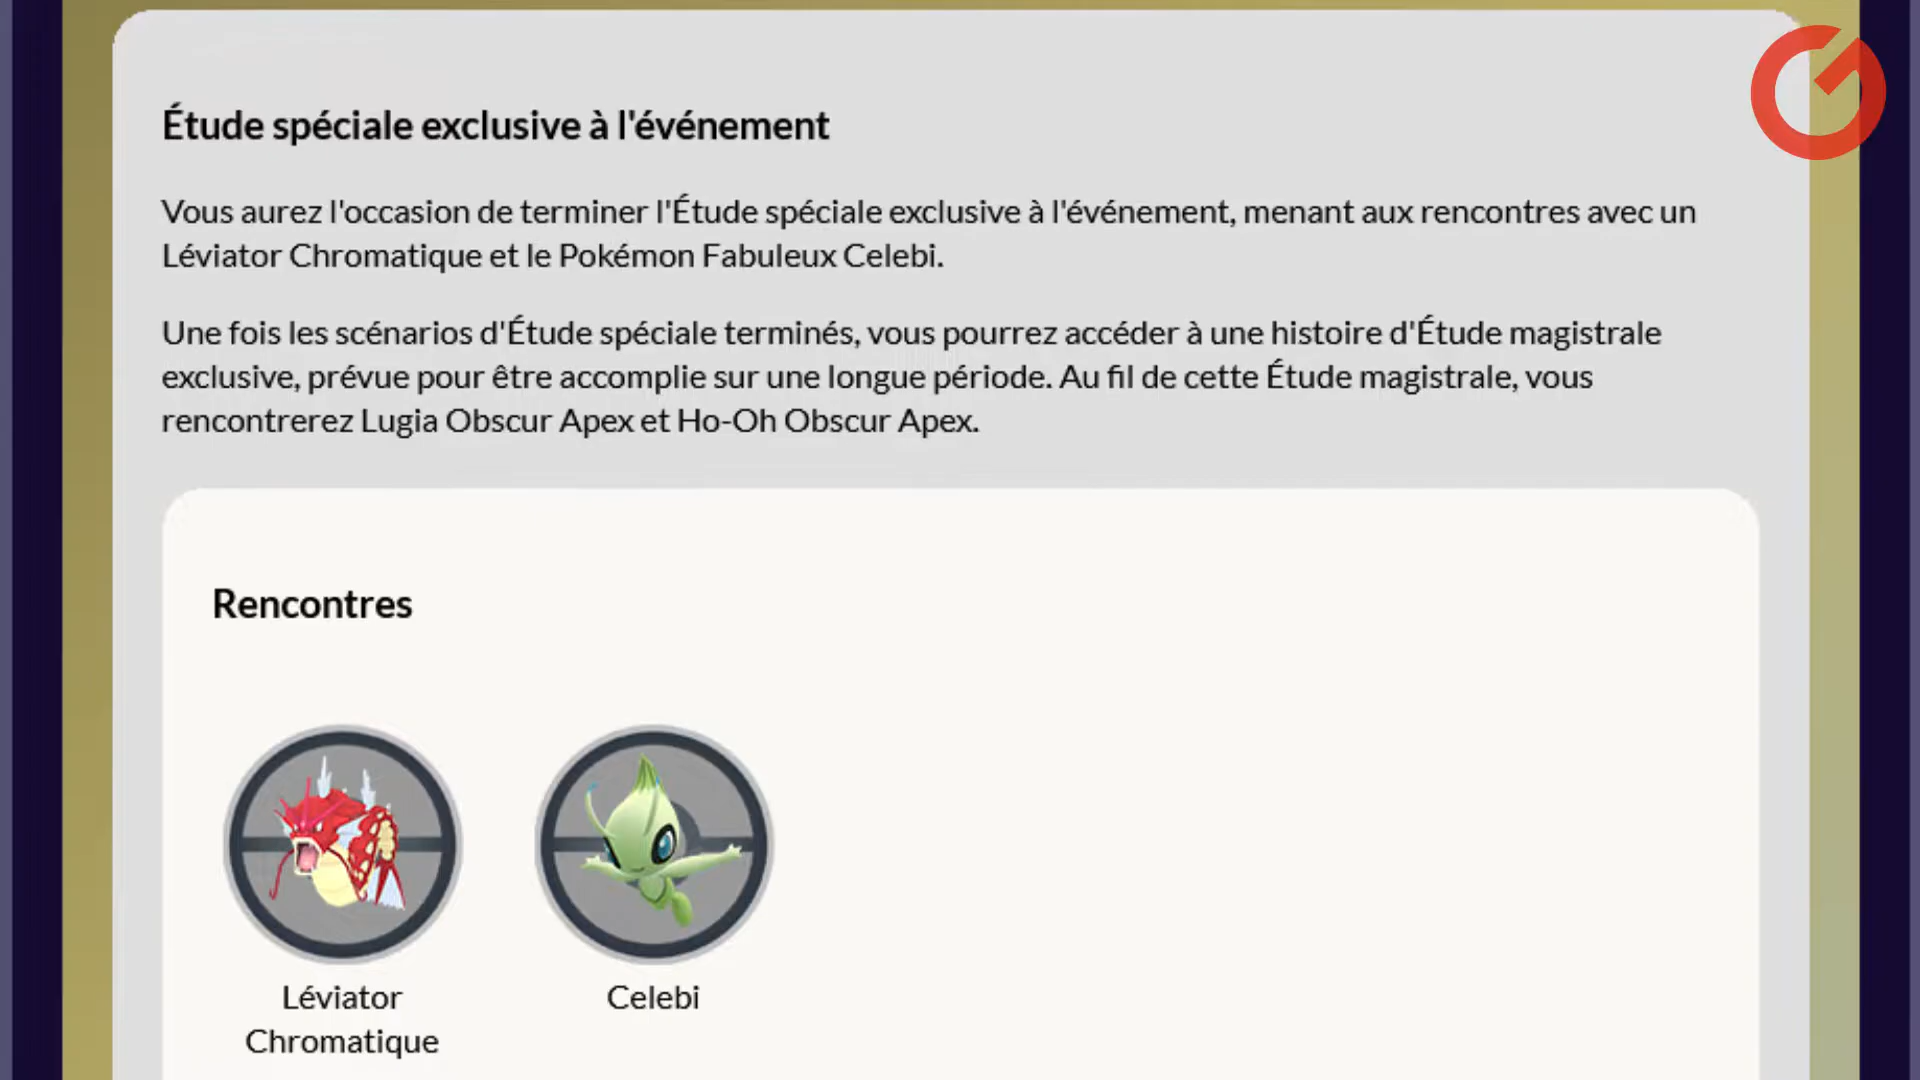 Étude spéciale exclusive à l'événement
Vous aurez l'occasion de terminer l'Étude spéciale exclusive à l'événement, menant aux rencontres avec un
Léviator Chromatique et le Pokémon Fabuleux Celebi.
Une fois les scénarios d'Étude spéciale terminés, vous pourrez accéder à une histoire d'Étude magistrale
exclusive, prévue pour être accomplie sur une longue période. Au fil de cette Étude magistrale, vous
rencontrerez Lugia Obscur Apex et Ho-Oh Obscur Apex.
Rencontres
Léviator
Chromatique
Celebi